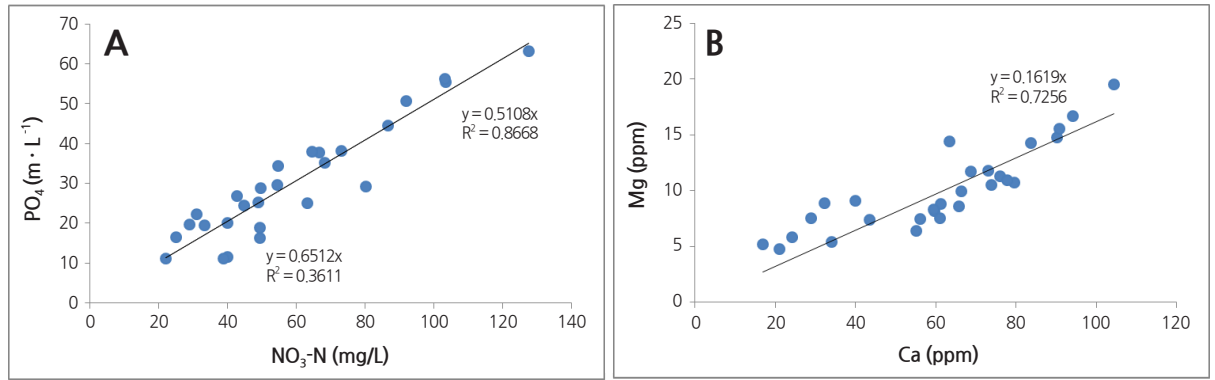 A
70
60
50
40
30
20
10
0
PO₄ (m · L⁻¹)
y = 0.5108x
R² = 0.8668
y = 0.6512x
R² = 0.3611
0 20 40 60 80 100 120 140
NO₃-N (mg/L)
B
25
20
15
10
5
0
Mg (ppm)
y = 0.1619x
R² = 0.7256
0 20 40 60 80 100 120
Ca (ppm)